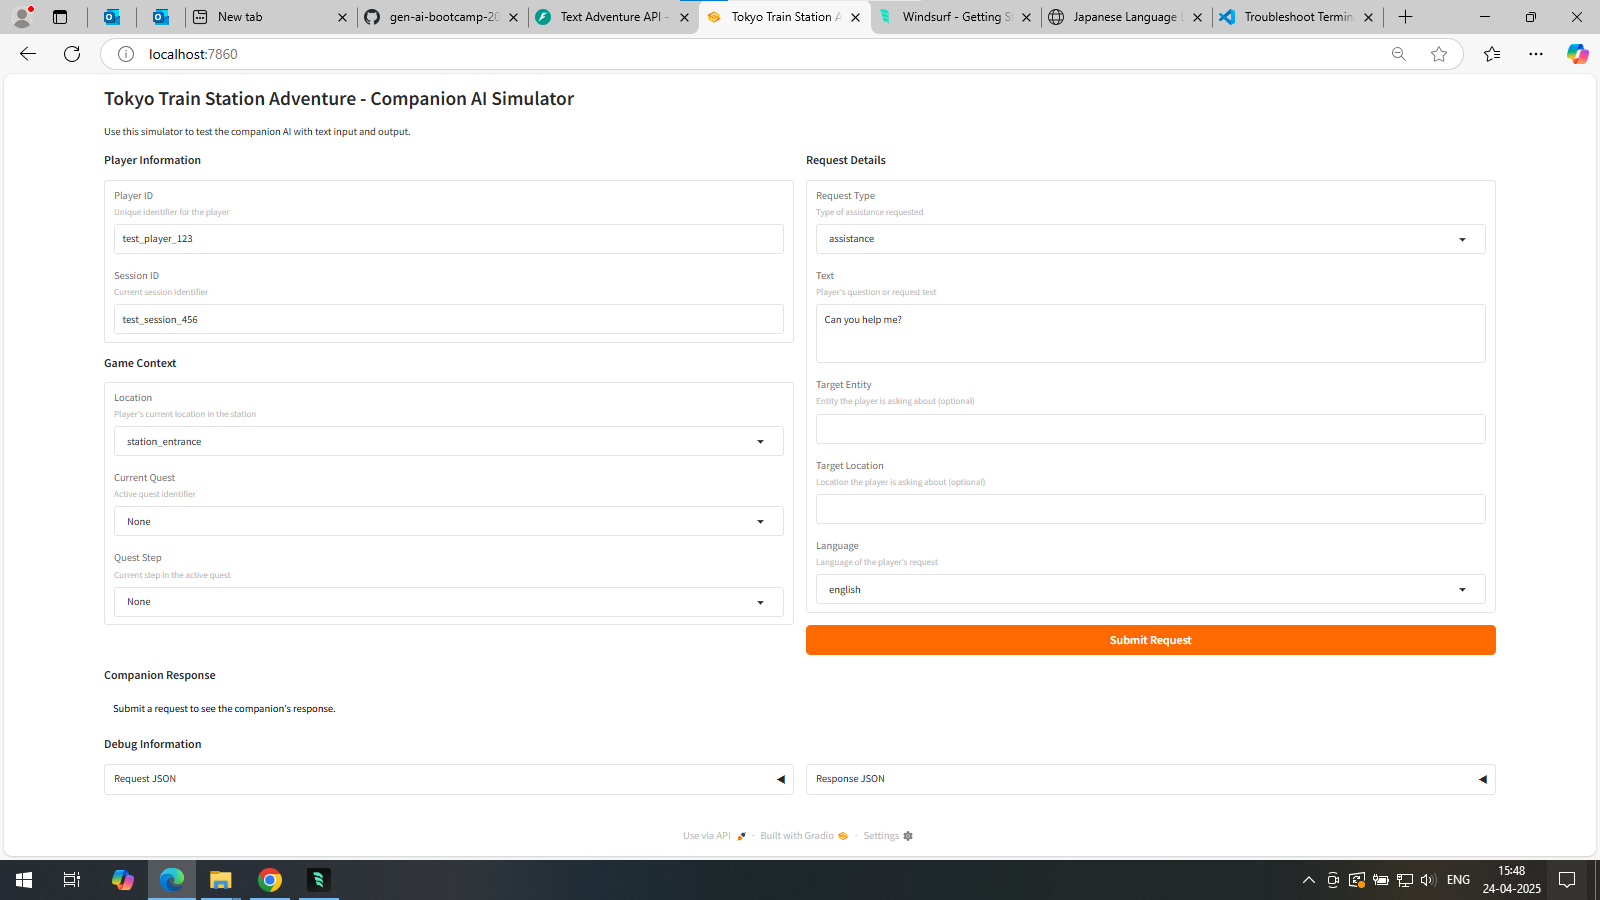 New tab
gen-ai-bootcamp-20
Text Adventure API -
Tokyo Train Station A
Windsurf - Getting St
Japanese Language L
Troubleshoot Termin
localhost:7860
Tokyo Train Station Adventure - Companion AI Simulator
Use this simulator to test the companion AI with text input and output.
Player Information
Player ID
Unique identifier for the player
test_player_123
Session ID
Current session identifier
test_session_456
Game Context
Location
Player's current location in the station
station_entrance
Current Quest
Active quest identifier
None
Quest Step
Current step in the active quest
None
Request Details
Request Type
Type of assistance requested
assistance
Text
Player's question or request text
Can you help me?
Target Entity
Entity the player is asking about (optional)
Target Location
Location the player is asking about (optional)
Language
Language of the player's request
english
Submit Request
Companion Response
Submit a request to see the companion's response.
Debug Information
Request JSON
Response JSON
Use via API · Built with Gradio · Settings
ENG
15:48
24-04-2025